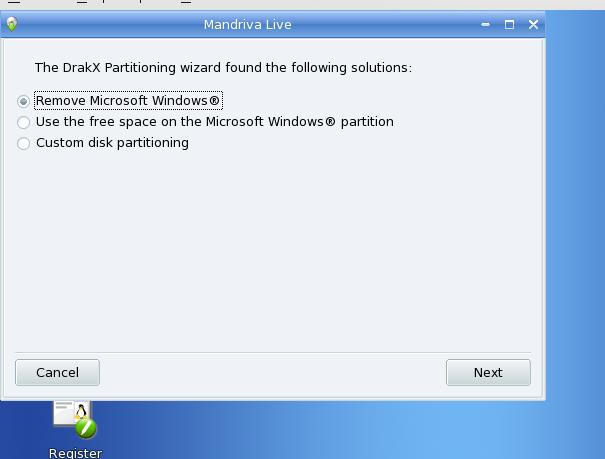 Mandriva Live
The DrakX Partitioning wizard found the following solutions:
Remove Microsoft Windows®
Use the free space on the Microsoft Windows® partition
Custom disk partitioning
Cancel
Next
Register